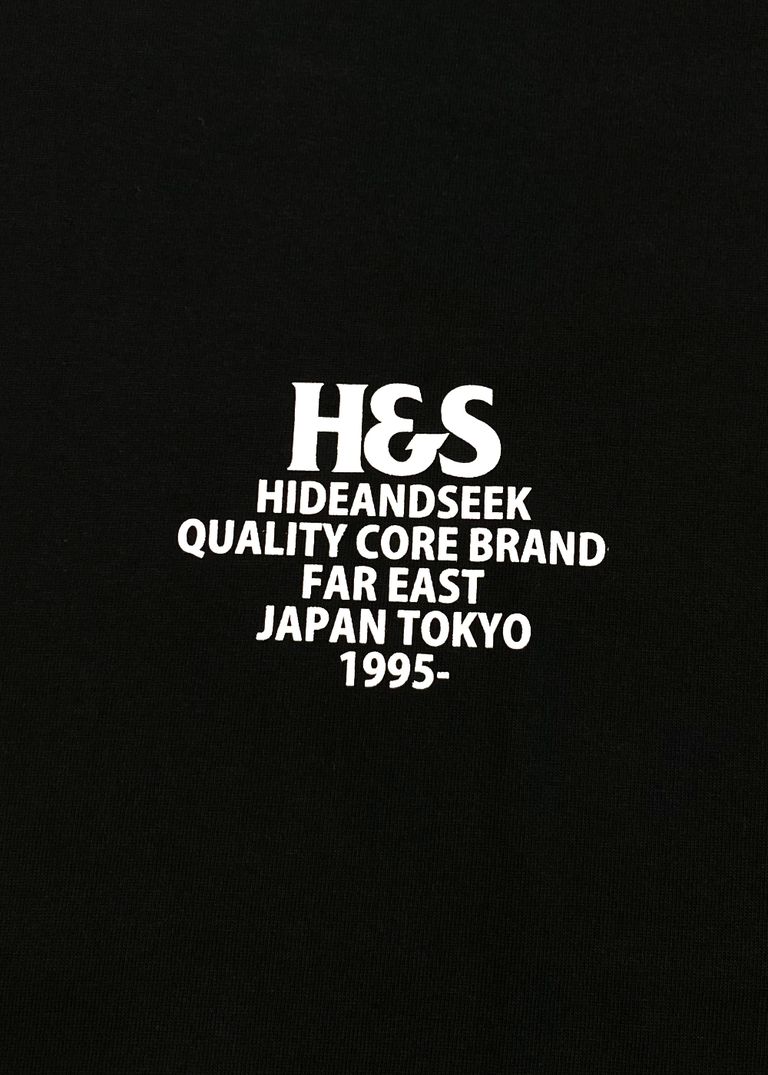 H&S
HIDEANDSEEK
QUALITY CORE BRAND
FAR EAST
JAPAN TOKYO
1995-